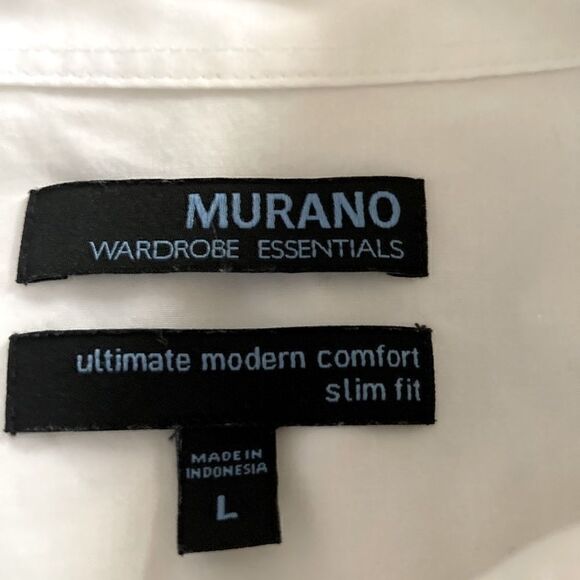 MURANO
WARDROBE ESSENTIALS
ultimate modern comfort
slim fit
MADE IN
INDONESIA
L